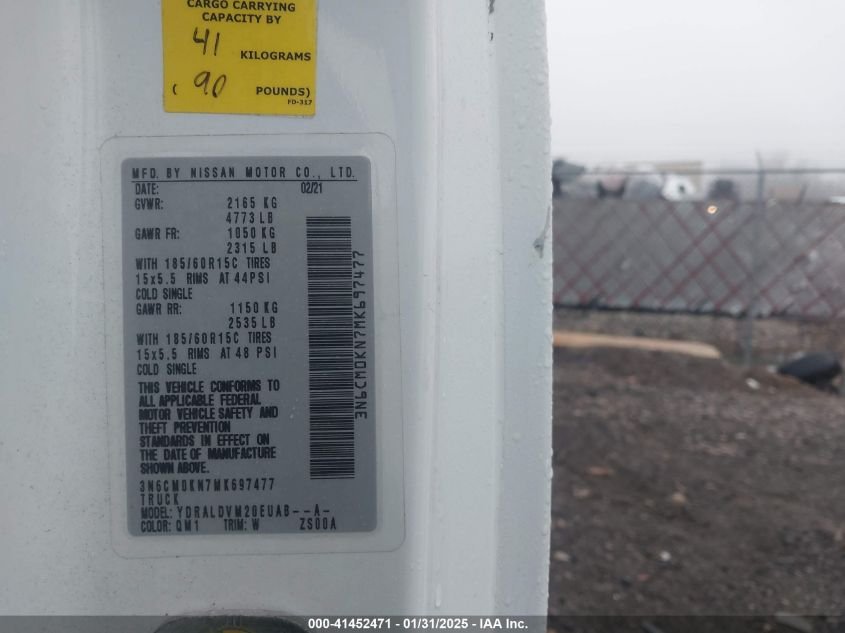 CARGO CARRYING
CAPACITY BY
41 KILOGRAMS
( 90 POUNDS)
FD-317
MFD. BY NISSAN MOTOR CO., LTD.
DATE: 02/21
GVWR: 2165 KG
4773 LB
GAWR FR: 1050 KG
2315 LB
WITH 185/60R15C TIRES
15x5.5 RIMS AT 44PSI
COLD SINGLE
GAWR RR: 1150 KG
2535 LB
WITH 185/60R15C TIRES
15x5.5 RIMS AT 48 PSI
COLD SINGLE
THIS VEHICLE CONFORMS TO
ALL APPLICABLE FEDERAL
MOTOR VEHICLE SAFETY AND
THEFT PREVENTION
STANDARDS IN EFFECT ON
THE DATE OF MANUFACTURE
SHOWN ABOVE.
3N6CM0KN7MK697477
3N6CM0KN7MK697477
TRUCK
MODEL: YDRALDVM20EUAB--A-
COLOR: QM1 TRIM: W ZS00A
000-41452471 - 01/31/2025 - IAA Inc.